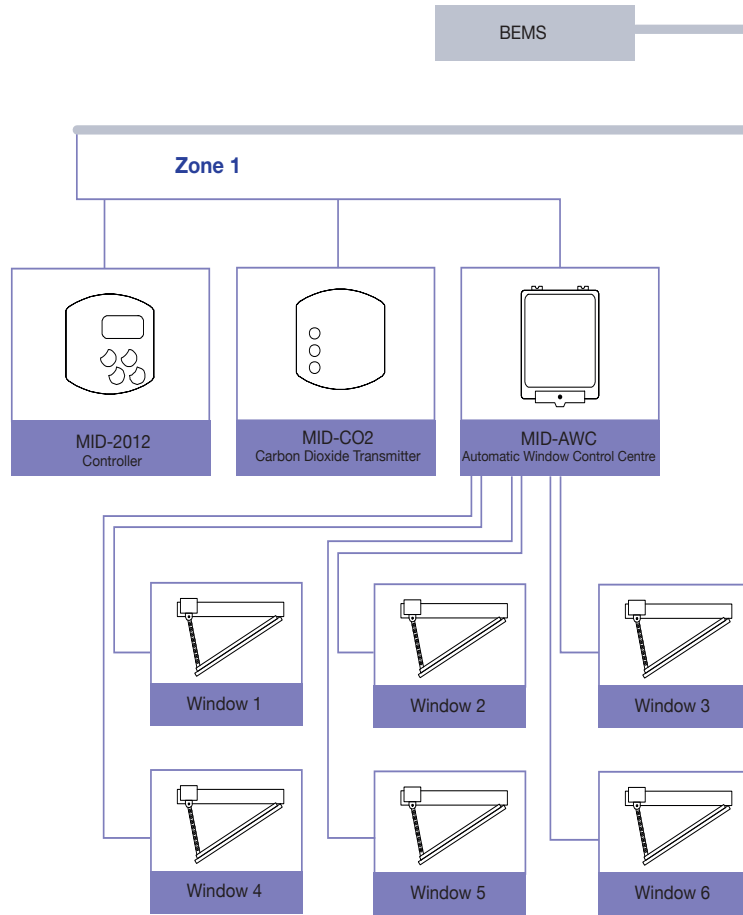 BEMS
Zone 1
MID-2012
Controller
MID-CO2
Carbon Dioxide Transmitter
MID-AWC
Automatic Window Control Centre
Window 1
Window 2
Window 3
Window 4
Window 5
Window 6